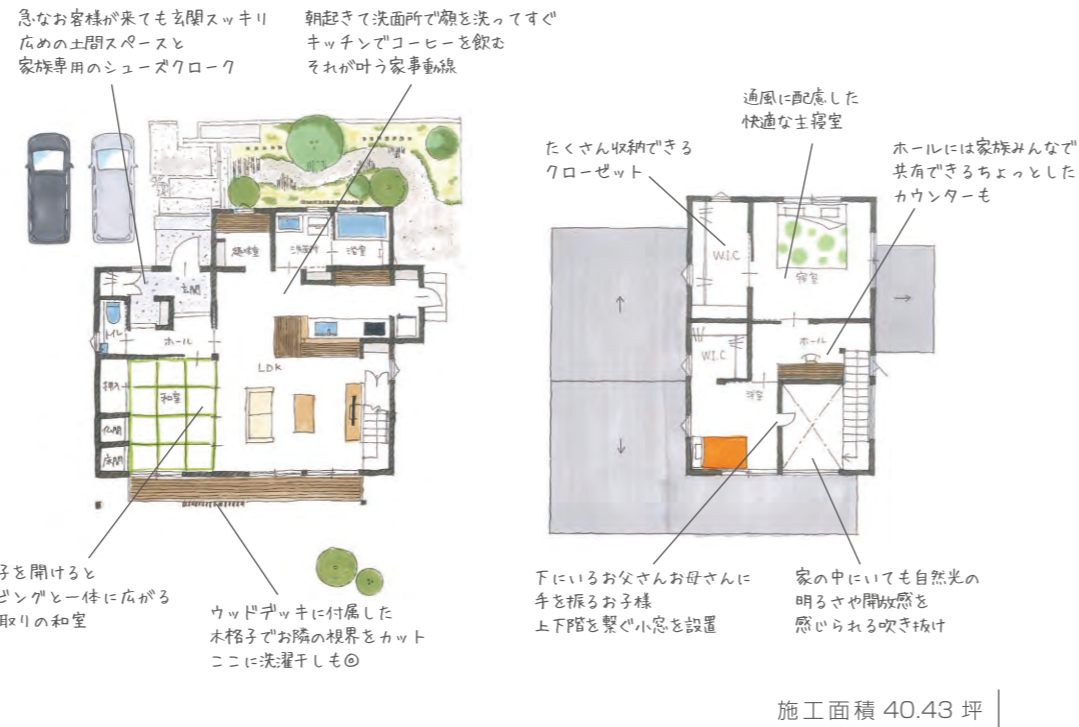 急なお客様が来ても玄関スッキリ
広めの土間スペースと
家族専用のシューズクローク
朝起きて洗面所で顔を洗ってすぐ
キッチンでコーヒーを飲む
それが叶う家事動線
通風に配慮した
快適な主寝室
たくさん収納できる
クローゼット
ホールには家族みんなで
共有できるちょっとした
カウンターも
趣味室
洗面所
浴室
玄関
トイレ
ホール
LDK
押入
和室
仏間
床間
W.I.C
寝室
W.I.C
ホール
洋室
子を開けると
ビングと一体に広がる
取りの和室
ウッドデッキに付属した
木格子でお隣の視界をカット
ここに洗濯干しも◎
下にいるお父さんお母さんに
手を振るお子様
上下階を繋ぐ小窓を設置
家の中にいても自然光の
明るさや開放感を
感じられる吹き抜け
施工面積 40.43 坪